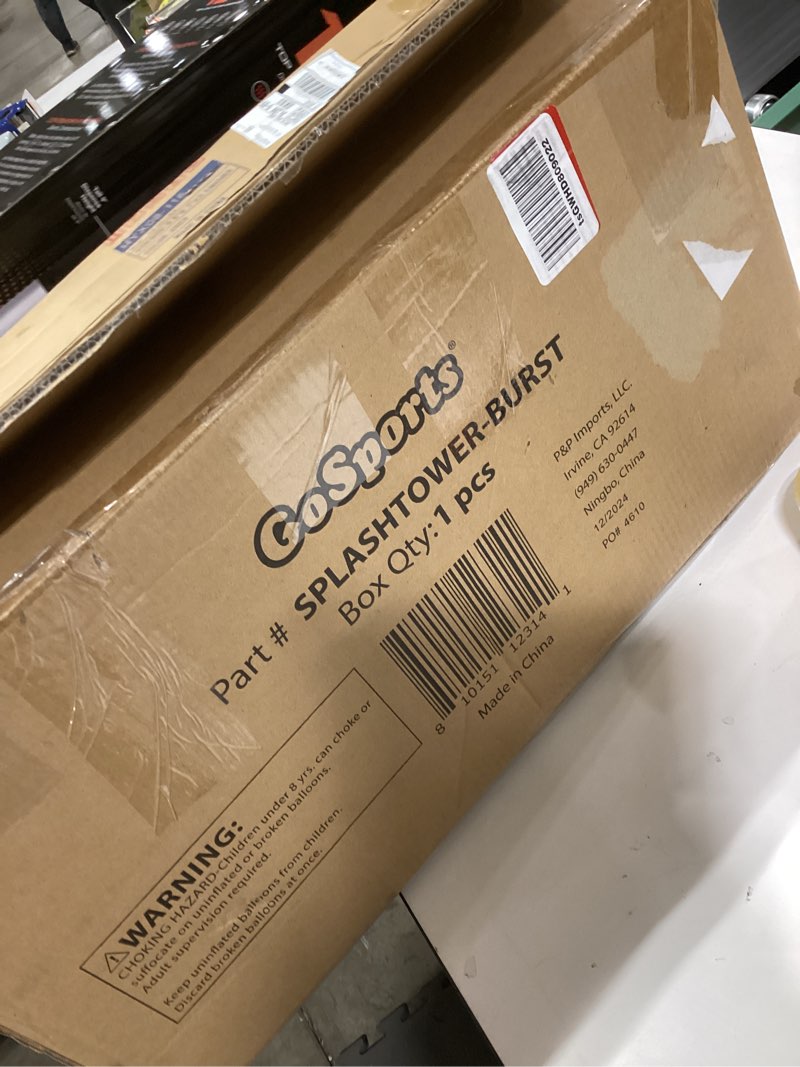 tsGWHD8609022
GoSports®
Part # SPLASHTOWER-BURST
Box Qty: 1 pcs
8 10151 12314 1
Made in China
P&P Imports, LLC.
Irvine, CA 92614
(949) 630-0447
Ningbo, China
12/2024
PO# 4610
⚠WARNING:
CHOKING HAZARD-Children under 8 yrs. can choke or
suffocate on uninflated or broken balloons.
Adult supervision required.
Keep uninflated balleions from children.
Discard broken balloons at once.